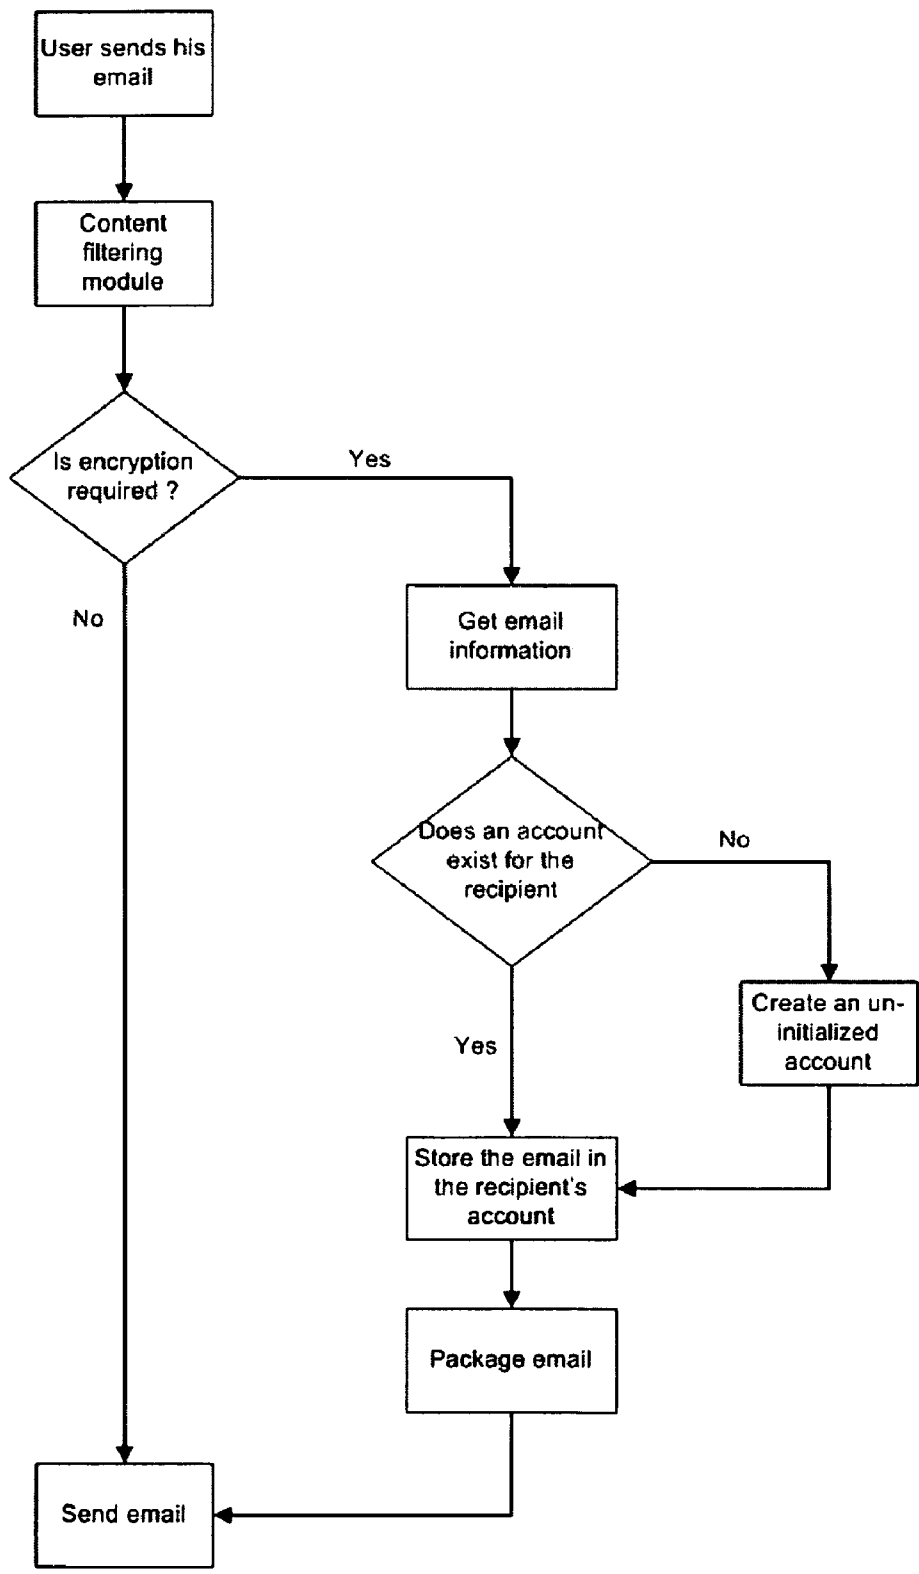 User sends his
email
Content
filtering
module
Is encryption
required ?
Yes
No
Get email
information
Does an account
exist for the
recipient
No
Yes
Create an un-
initialized
account
Store the email in
the recipient's
account
Package email
Send email